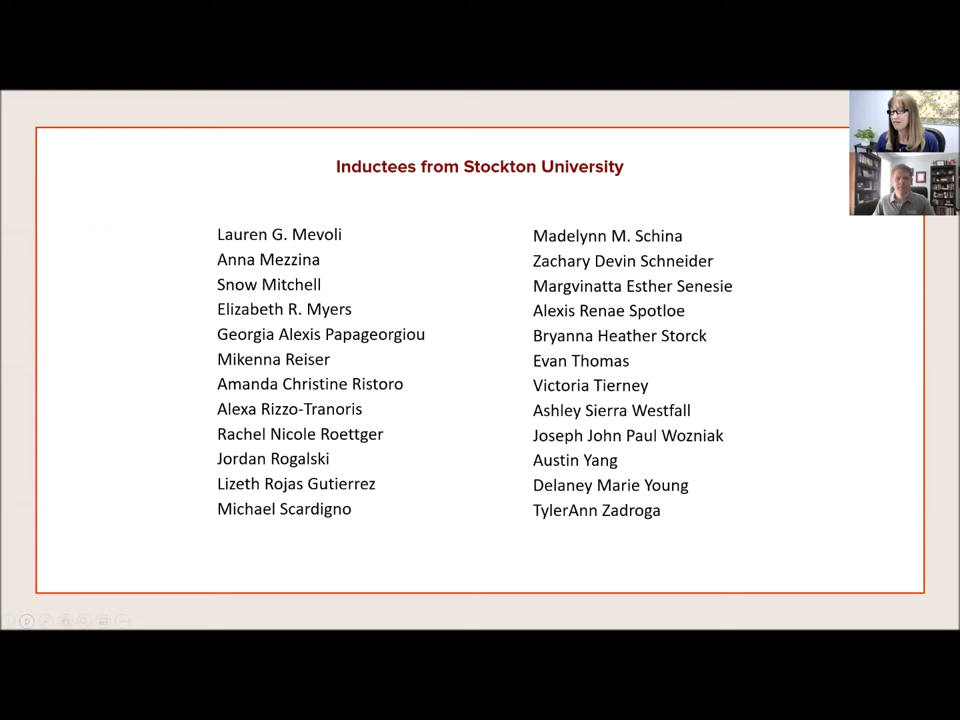 Inductees from Stockton University
Lauren G. Mevoli
Anna Mezzina
Snow Mitchell
Elizabeth R. Myers
Georgia Alexis Papageorgiou
Mikenna Reiser
Amanda Christine Ristoro
Alexa Rizzo-Tranoris
Rachel Nicole Roettger
Jordan Rogalski
Lizeth Rojas Gutierrez
Michael Scardigno
Madelynn M. Schina
Zachary Devin Schneider
Margvinatta Esther Senesie
Alexis Renae Spotloe
Bryanna Heather Storck
Evan Thomas
Victoria Tierney
Ashley Sierra Westfall
Joseph John Paul Wozniak
Austin Yang
Delaney Marie Young
TylerAnn Zadroga